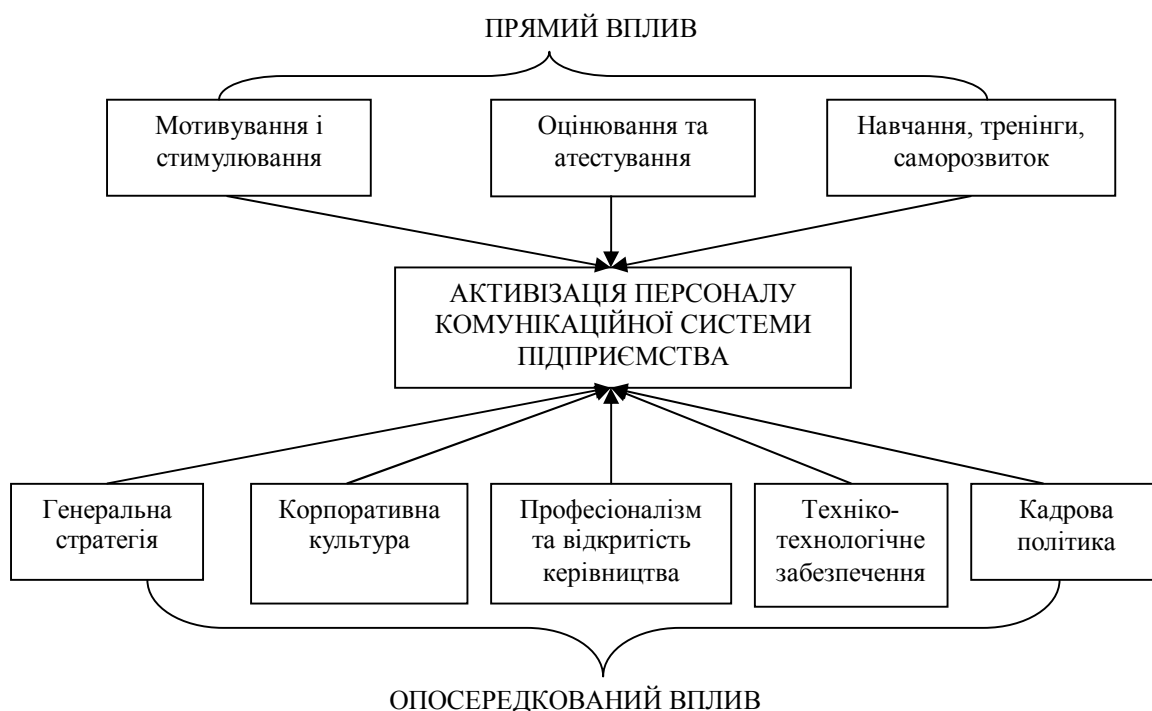 ПРЯМИЙ ВПЛИВ
Мотивування і
стимулювання
Оцінювання та
атестування
Навчання, тренінги,
саморозвиток
АКТИВІЗАЦІЯ ПЕРСОНАЛУ
КОМУНІКАЦІЙНОЇ СИСТЕМИ
ПІДПРИЄМСТВА
Генеральна
стратегія
Корпоративна
культура
Професіоналізм
та відкритість
керівництва
Техніко-
технологічне
забезпечення
Кадрова
політика
ОПОСЕРЕДКОВАНИЙ ВПЛИВ